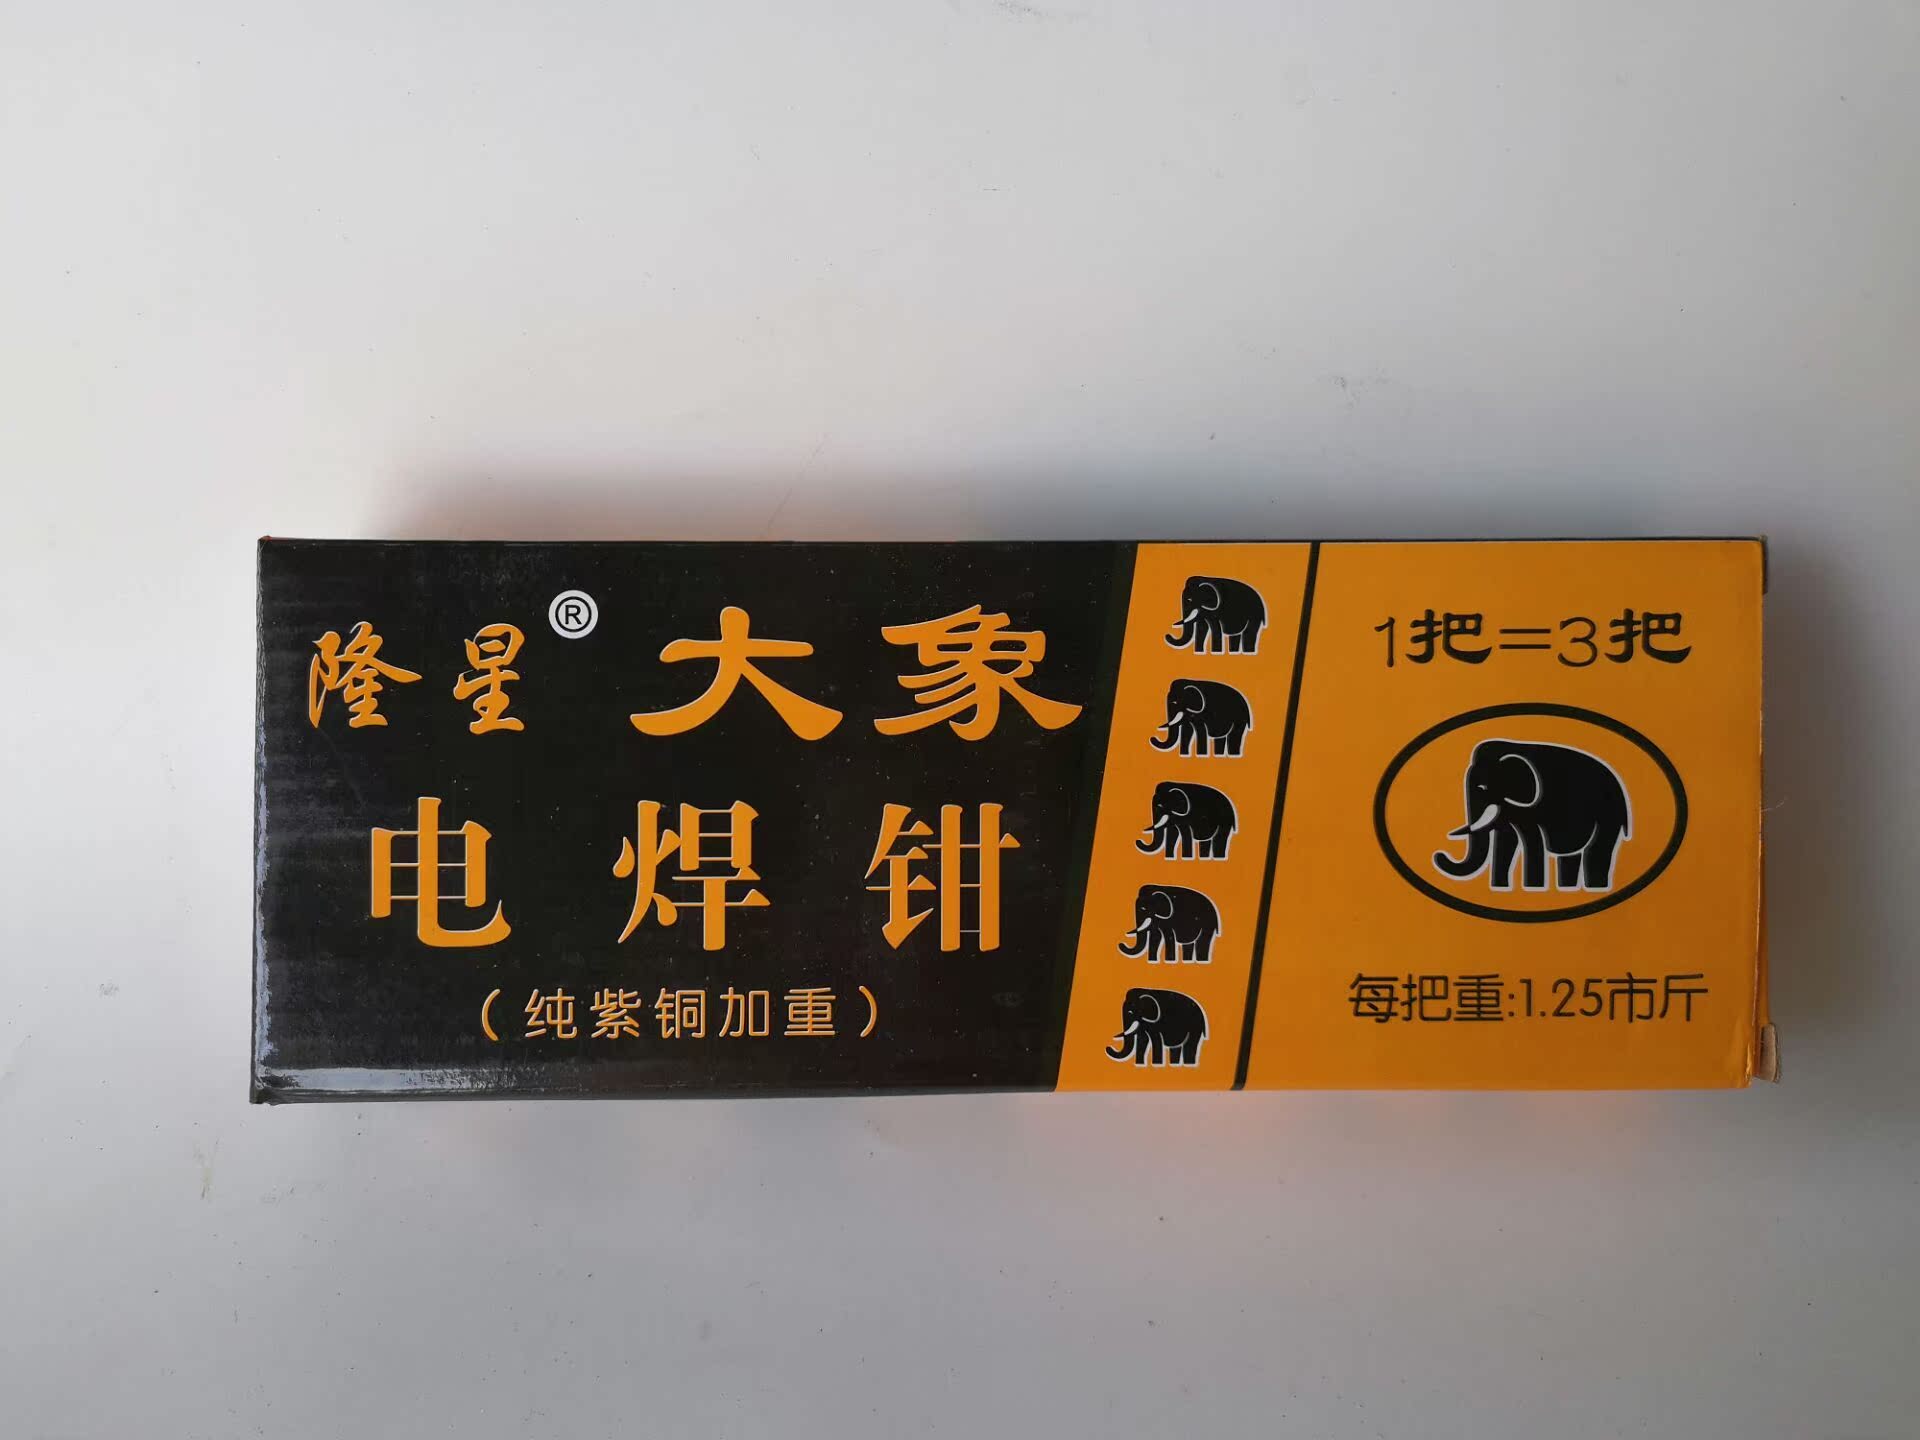 隆星® 大象
电焊钳
(纯紫铜加重)
1把=3把
每把重:1.25市斤